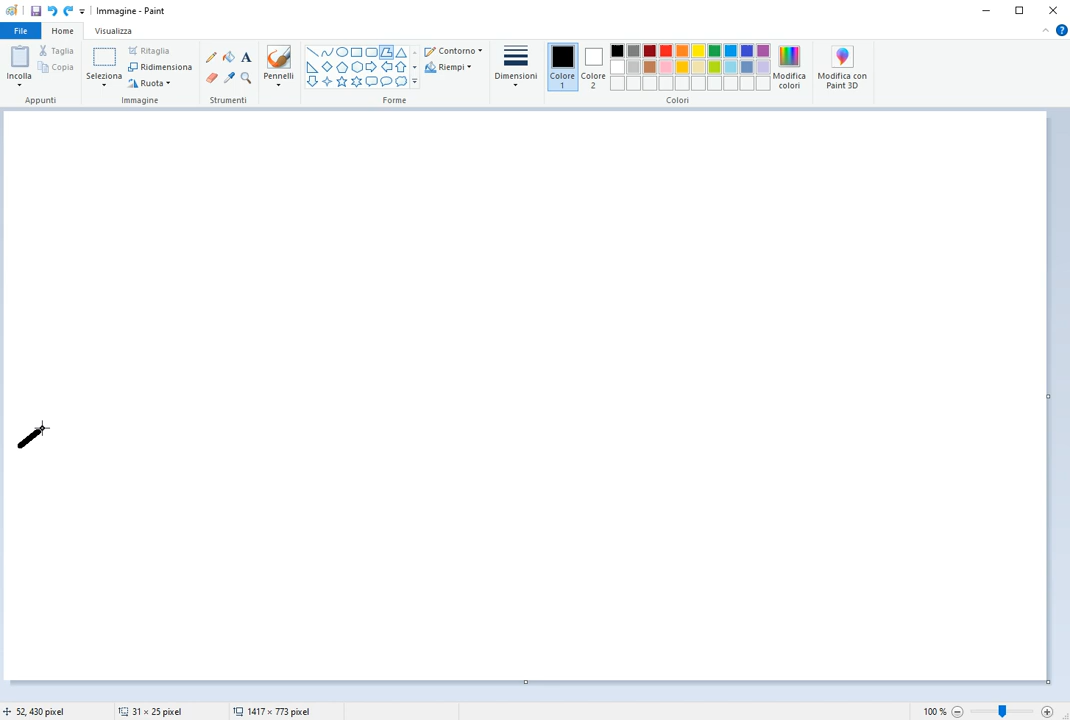 Immagine - Paint
File Home Visualizza
Incolla
Taglia
Copia
Appunti
Seleziona
Ritaglia
Ridimensiona
Ruota
Immagine
A
Strumenti
Pennelli
Contorno
Riempi
Forme
Dimensioni
Colore 1
Colore 2
Modifica colori
Colori
Modifica con Paint 3D
52, 430 pixel 31 × 25 pixel 1417 × 773 pixel 100 %